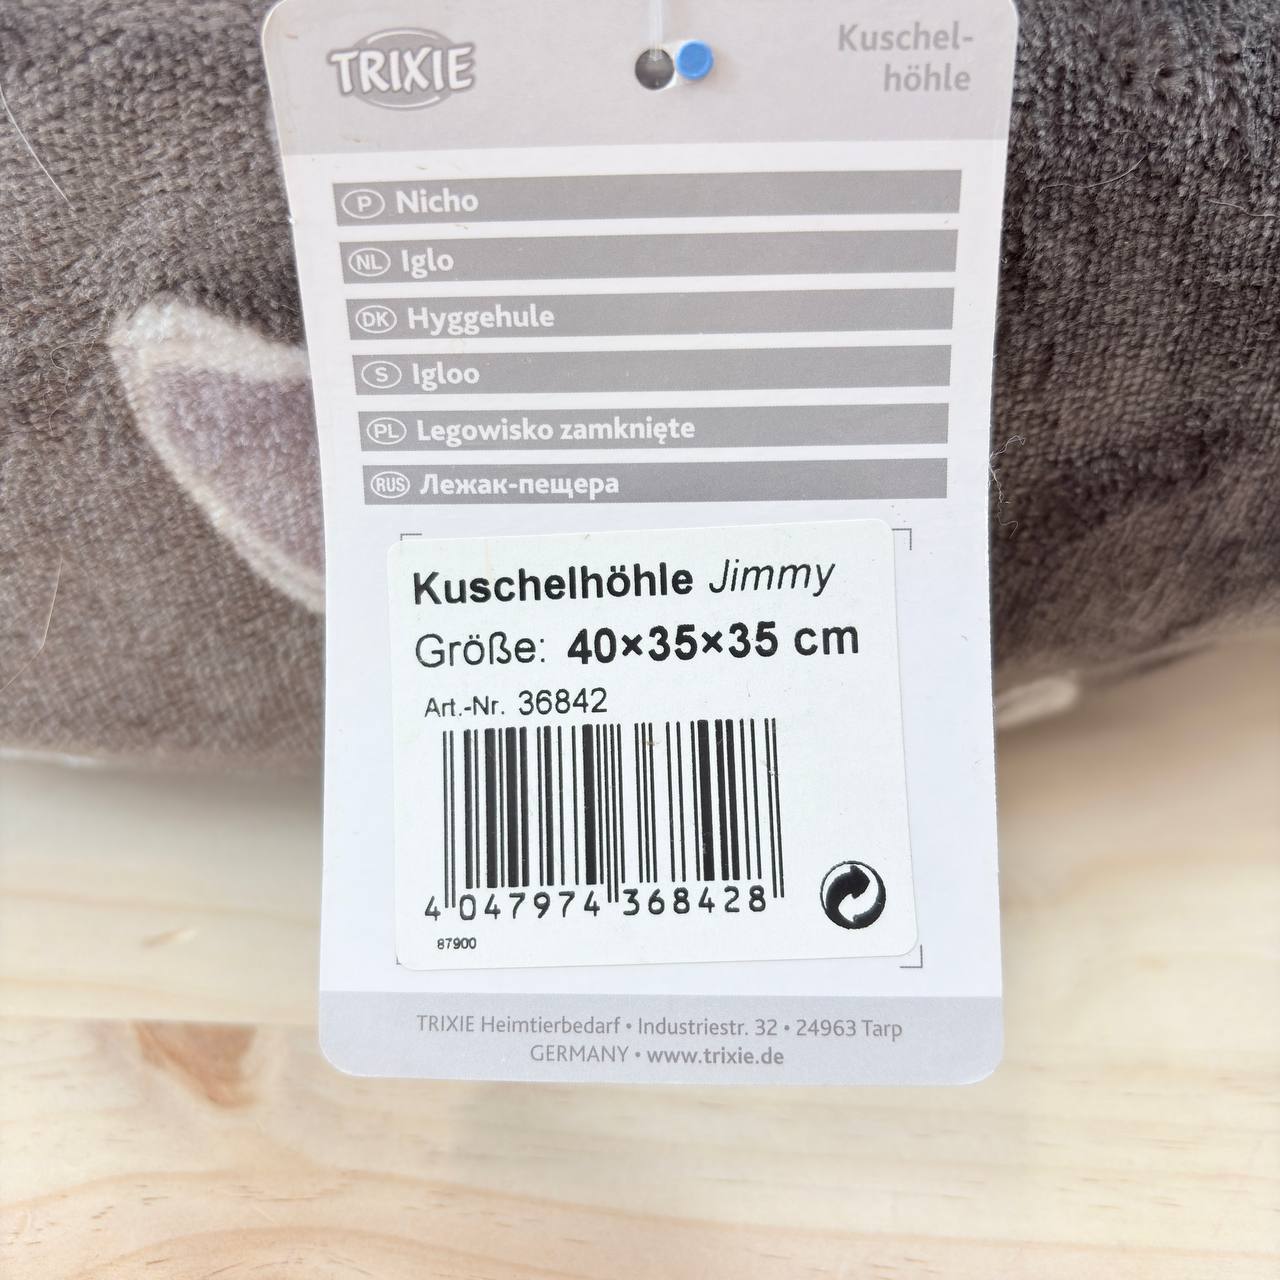 TRIXIE
Kuschel-
höhle
P Nicho
NL Iglo
DK Hyggehule
S Igloo
PL Legowisko zamknięte
RUS Лежак-пещера
Kuschelhöhle Jimmy
Größe: 40×35×35 cm
Art.-Nr. 36842
4 047974 368428
87900
TRIXIE Heimtierbedarf • Industriestr. 32 • 24963 Tarp
GERMANY • www.trixie.de